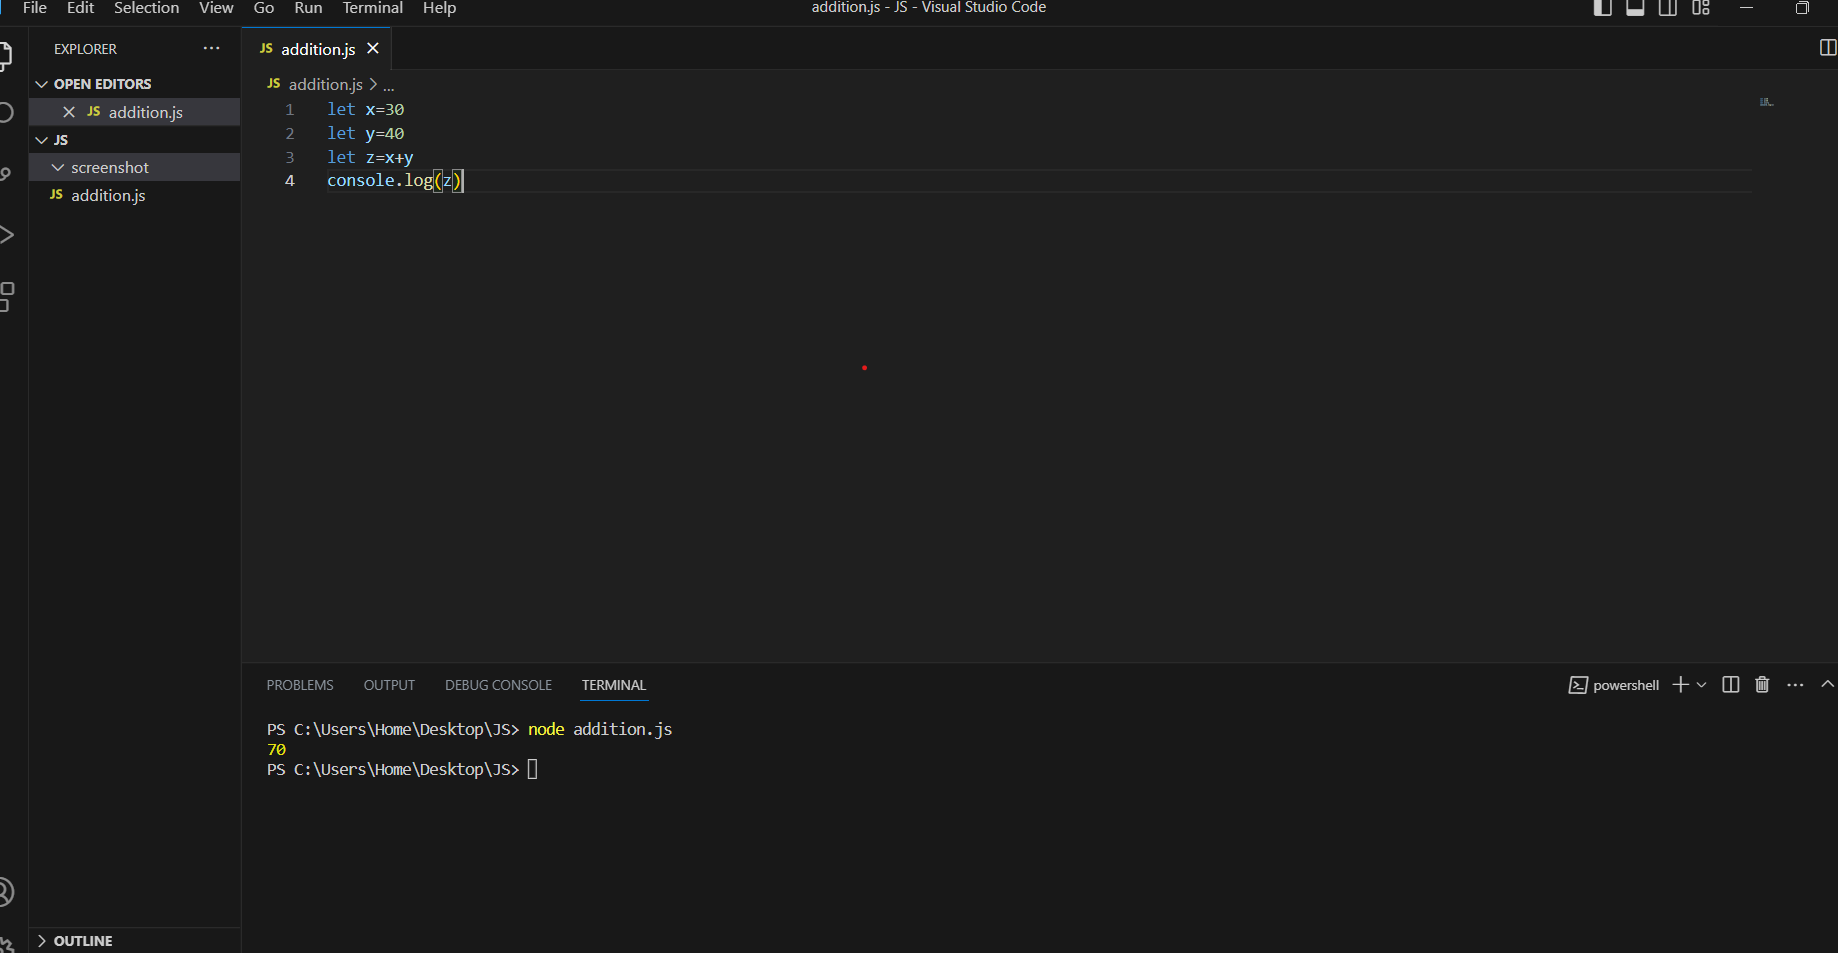 File Edit Selection View Go Run Terminal Help
addition.js - JS - Visual Studio Code
EXPLORER ...
OPEN EDITORS
JS addition.js
JS
screenshot
JS addition.js
OUTLINE
JS addition.js
JS addition.js > ...
1 let x=30
2 let y=40
3 let z=x+y
4 console.log(z)
PROBLEMS OUTPUT DEBUG CONSOLE TERMINAL
powershell
PS C:\Users\Home\Desktop\JS> node addition.js
70
PS C:\Users\Home\Desktop\JS>